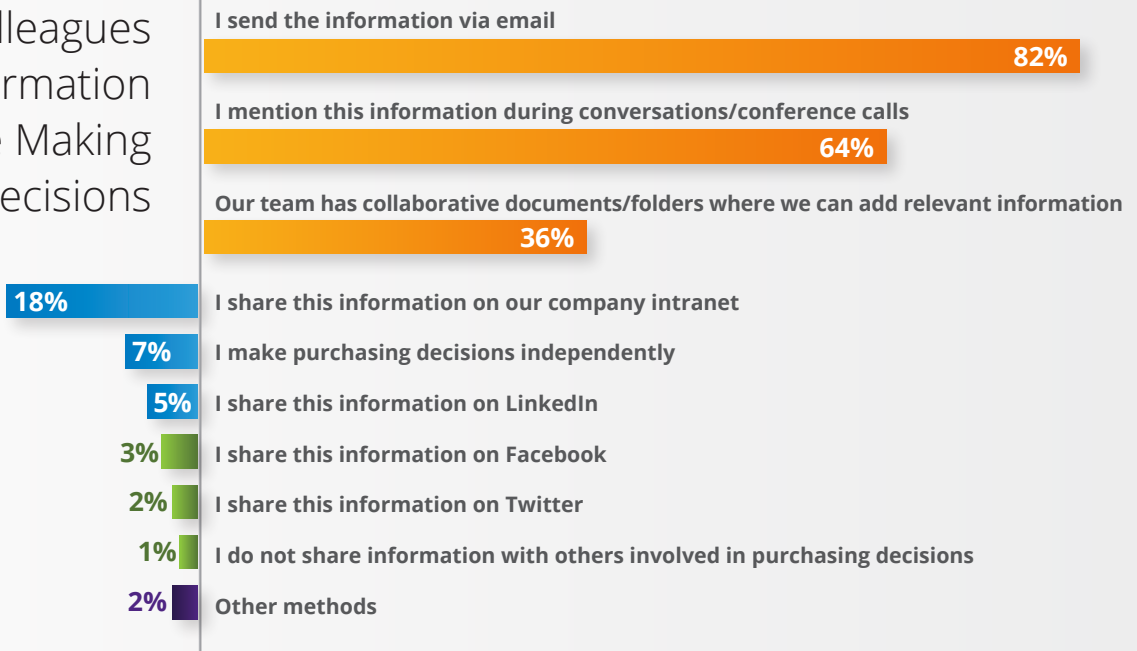 I send the information via email
82%
I mention this information during conversations/conference calls
64%
Our team has collaborative documents/folders where we can add relevant information
36%
Making
18% I share this information on our company intranet
7% I make purchasing decisions independently
5% I share this information on LinkedIn
3% I share this information on Facebook
2% I share this information on Twitter
1% I do not share information with others involved in purchasing decisions
2% Other methods